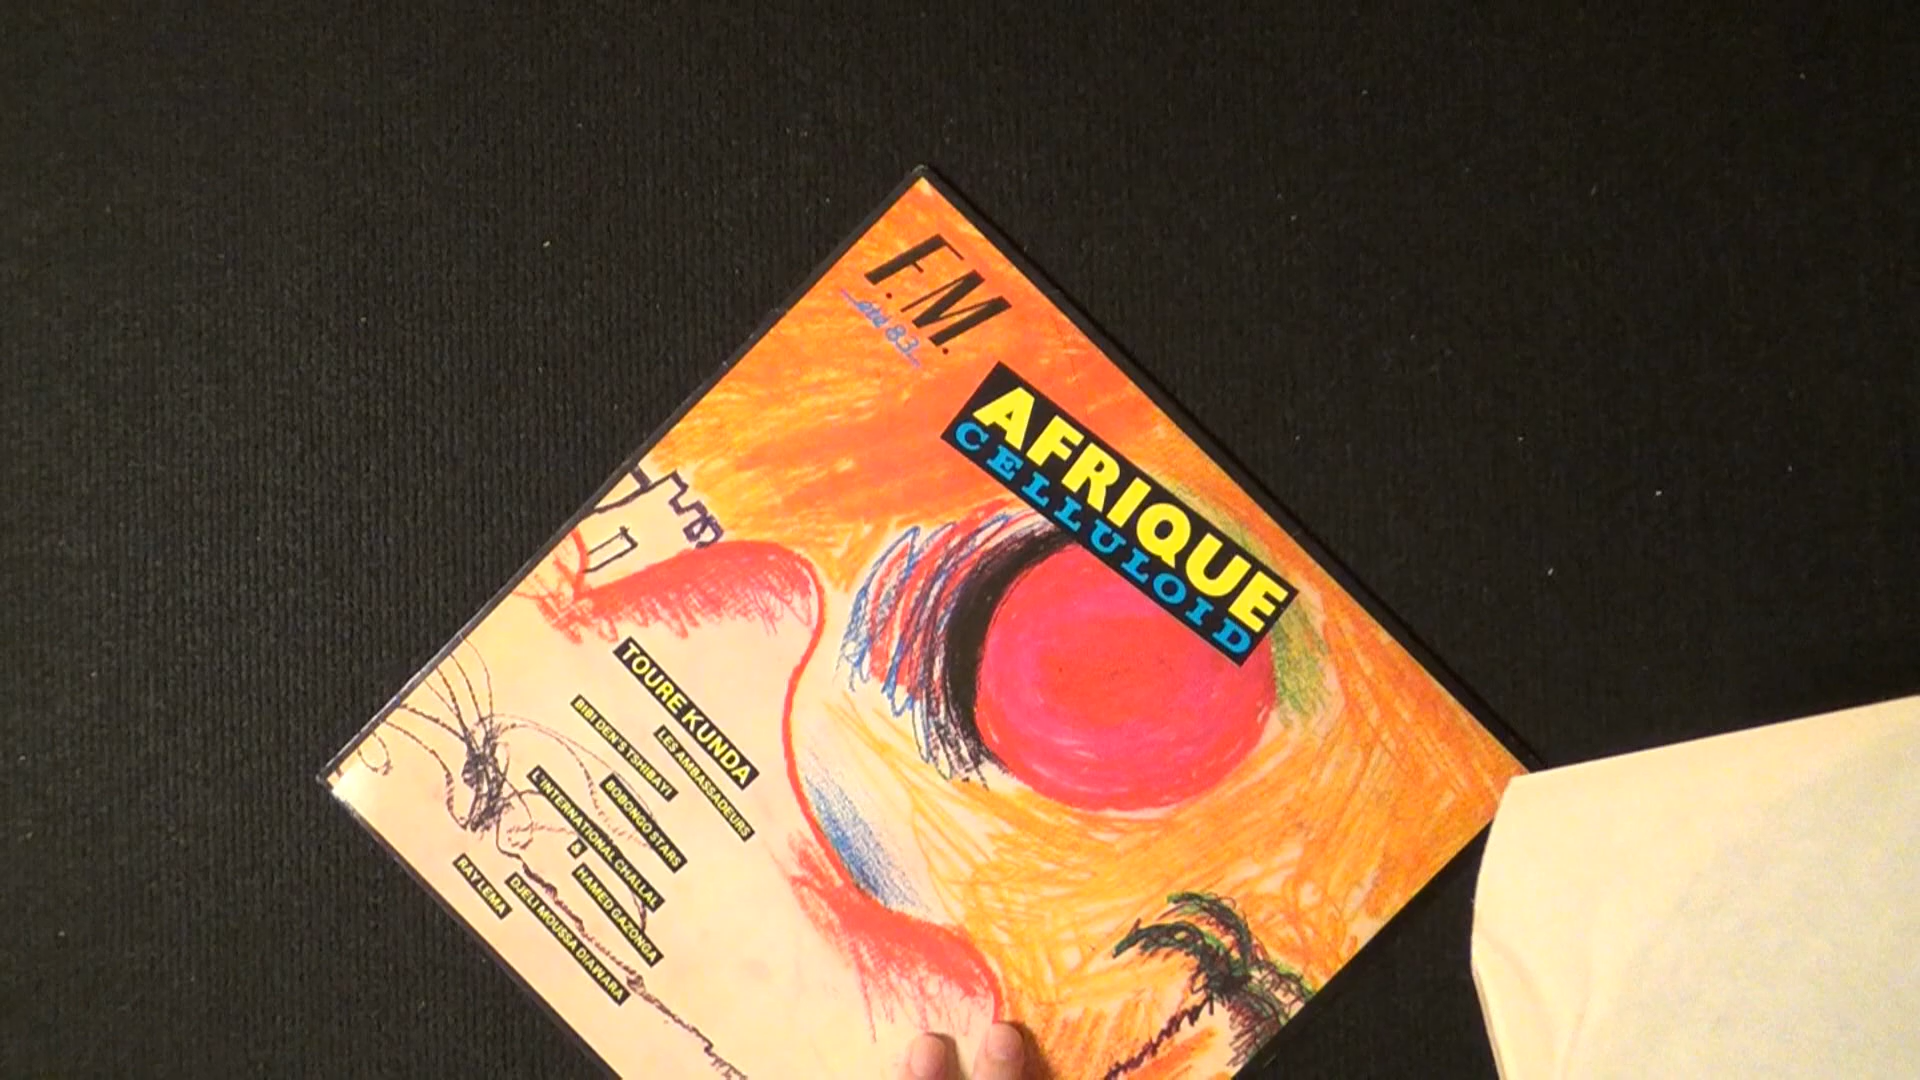 F.M.
été 83
AFRIQUE
CELLULOID
TOURE KUNDA
LES AMBASSADEURS
BIBI DEN'S TSHIBAYI
BOBONGO STARS
L'INTERNATIONAL CHALLAL
&
HAMED GAZONGA
DJELI MOUSSA DIAWARA
RAY LEMA